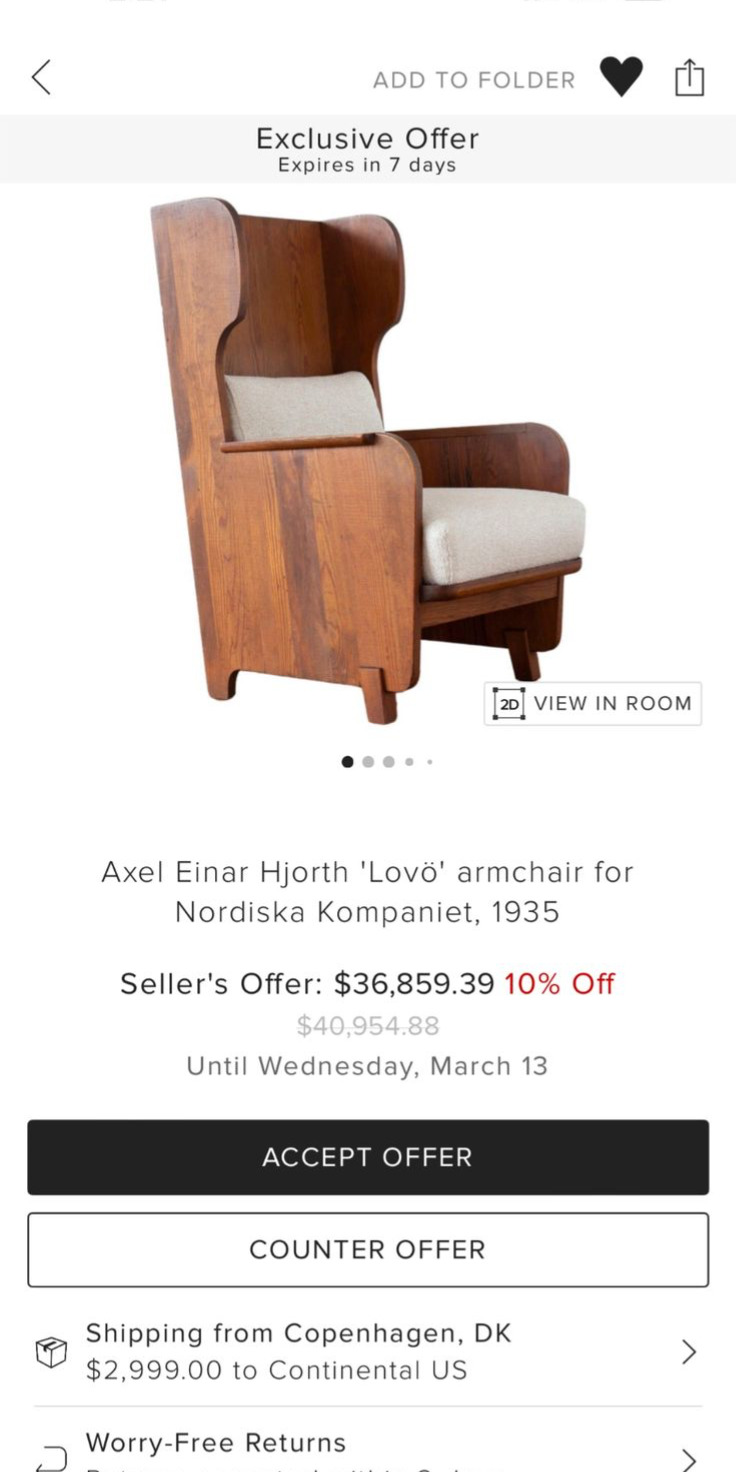 ADD TO FOLDER
Exclusive Offer
Expires in 7 days
2D VIEW IN ROOM
Axel Einar Hjorth 'Lovö' armchair for
Nordiska Kompaniet, 1935
Seller's Offer: $36,859.39 10% Off
$40,954.88
Until Wednesday, March 13
ACCEPT OFFER
COUNTER OFFER
Shipping from Copenhagen, DK
$2,999.00 to Continental US
Worry-Free Returns